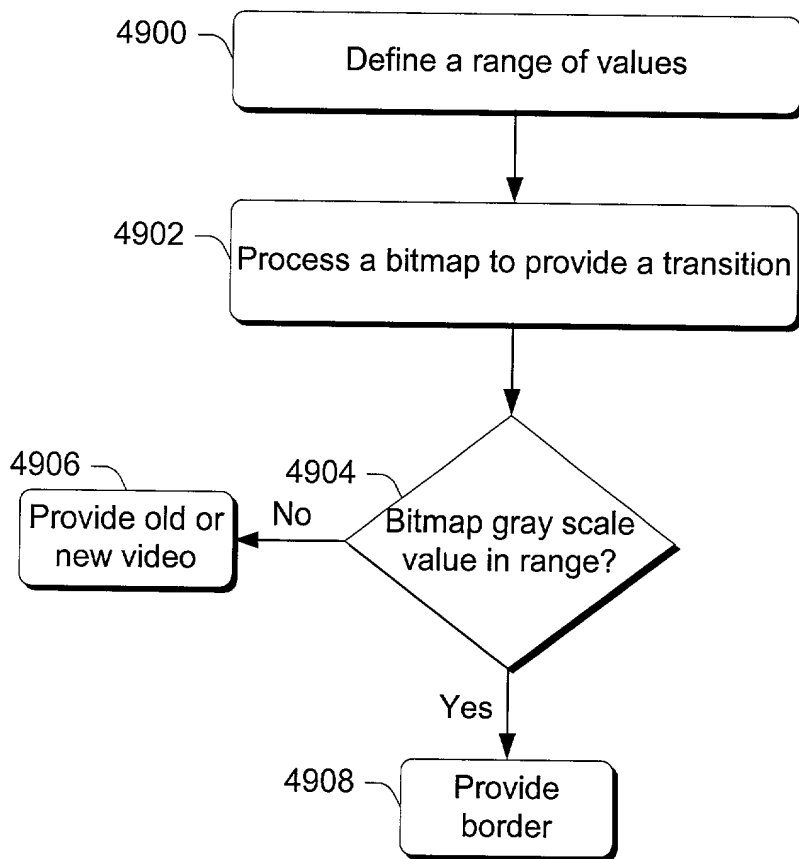 4900
Define a range of values
4902
Process a bitmap to provide a transition
4904
Bitmap gray scale
value in range?
No
4906
Provide old or
new video
Yes
4908
Provide
border